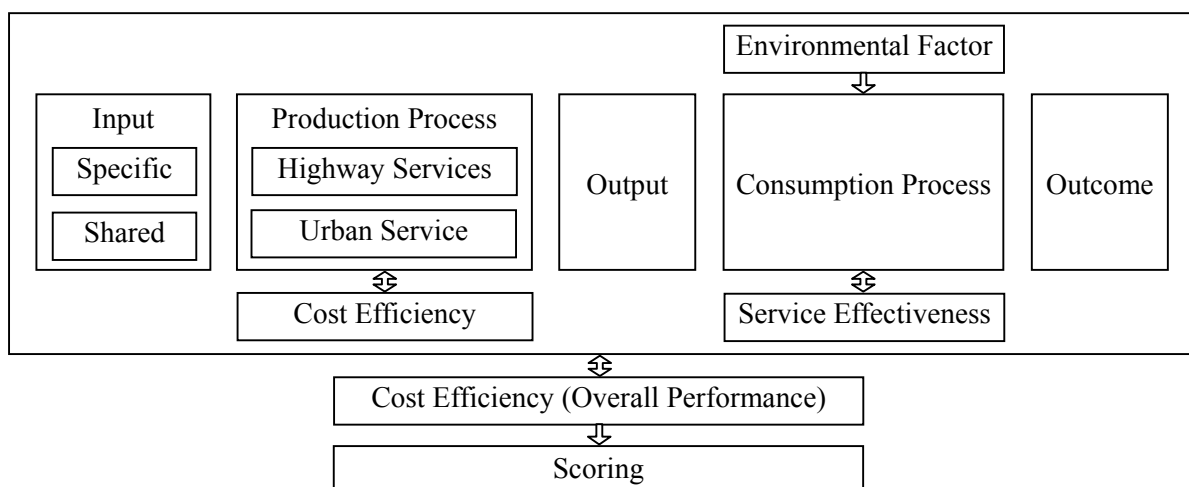 Environmental Factor
Input
Specific
Shared
Production Process
Highway Services
Urban Service
Output
Consumption Process
Outcome
Cost Efficiency
Service Effectiveness
Cost Efficiency (Overall Performance)
Scoring